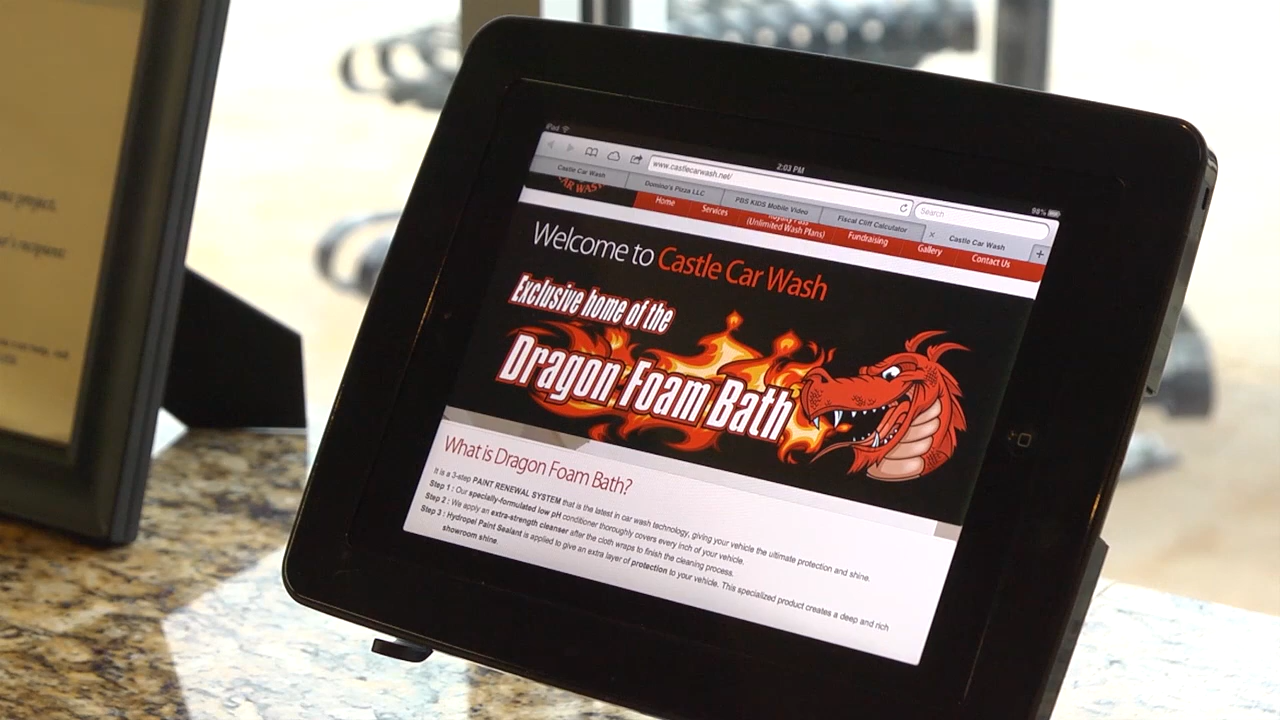 iPad
2:03 PM
98%
www.castlecarwash.net/
Search
Castle Car Wash
Domino's Pizza LLC
PBS KIDS Mobile Video
Fiscal Cliff Calculator
Castle Car Wash
CAR WASH
Home
Services
(Unlimited Wash Plans)
Fundraising
Gallery
Contact Us
Welcome to Castle Car Wash
Exclusive home of the
Dragon Foam Bath
What is Dragon Foam Bath?
It is a 3-step PAINT RENEWAL SYSTEM that is the latest in car wash technology, giving your vehicle the ultimate protection and shine.
Step 1 : Our specially-formulated low pH conditioner thoroughly covers every inch of your vehicle.
Step 2 : We apply an extra-strength cleanser after the cloth wraps to finish the cleaning process.
Step 3 : Hydropel Paint Sealant is applied to give an extra layer of protection to your vehicle. This specialized product creates a deep and rich
showroom shine.
project.
recipient